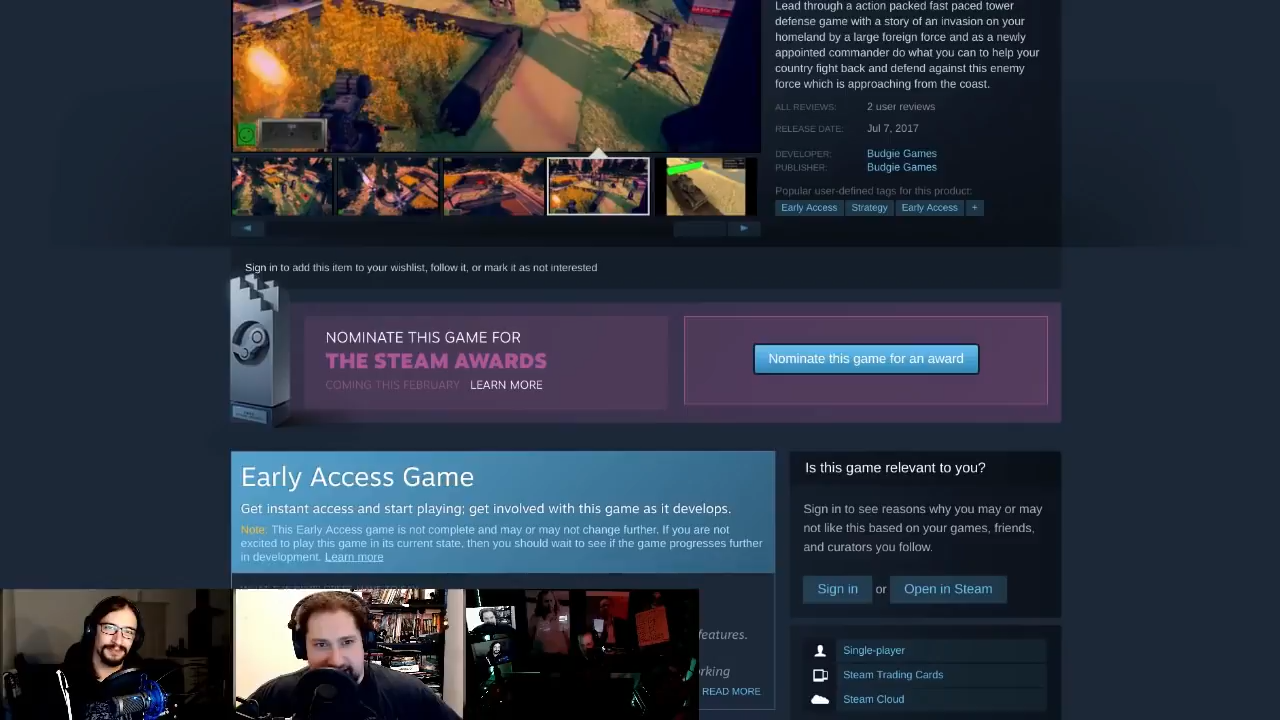 Lead through a action packed fast paced tower
defense game with a story of an invasion on your
homeland by a large foreign force and as a newly
appointed commander do what you can to help your
country fight back and defend against this enemy
force which is approaching from the coast.
ALL REVIEWS: 2 user reviews
RELEASE DATE: Jul 7, 2017
DEVELOPER: Budgie Games
PUBLISHER: Budgie Games
Popular user-defined tags for this product:
Early Access Strategy Early Access +
Sign in to add this item to your wishlist, follow it, or mark it as not interested
NOMINATE THIS GAME FOR
THE STEAM AWARDS
COMING THIS FEBRUARY LEARN MORE
Nominate this game for an award
Early Access Game
Get instant access and start playing; get involved with this game as it develops.
Note: This Early Access game is not complete and may or may not change further. If you are not
excited to play this game in its current state, then you should wait to see if the game progresses further
in development. Learn more
features.
rking
READ MORE
Is this game relevant to you?
Sign in to see reasons why you may or may
not like this based on your games, friends,
and curators you follow.
Sign in or Open in Steam
Single-player
Steam Trading Cards
Steam Cloud